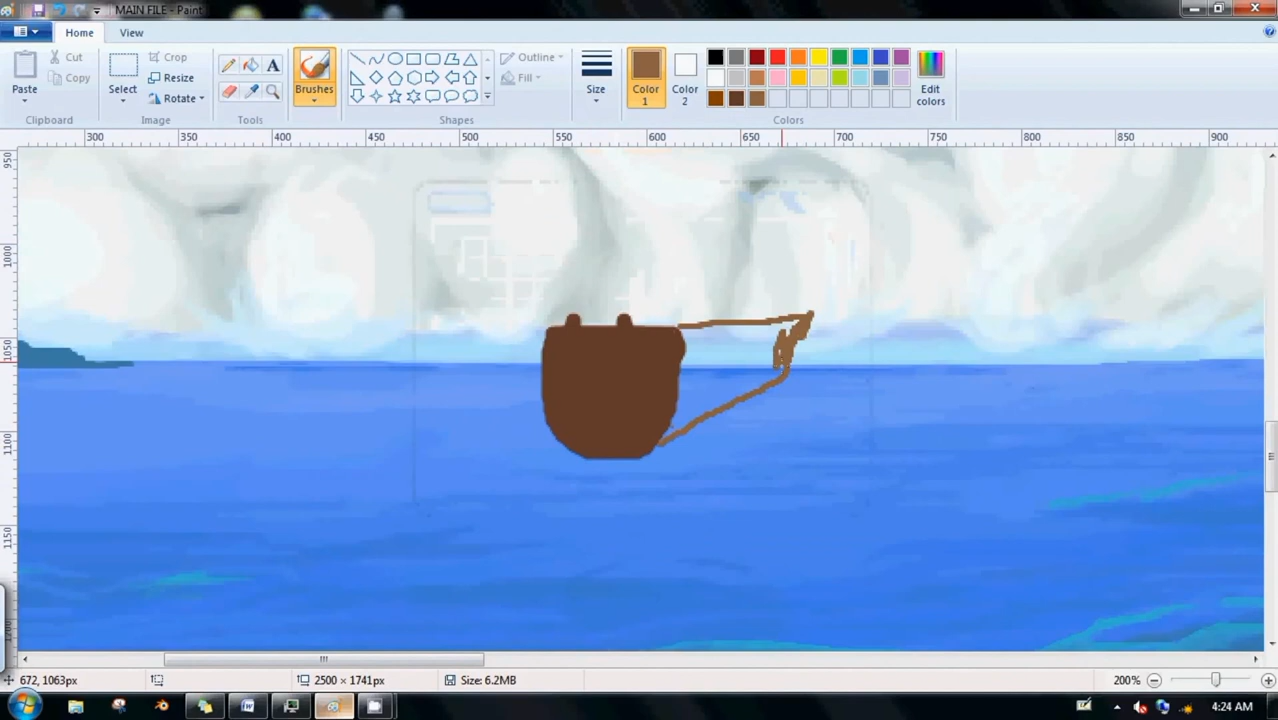 MAIN FILE - Paint
Home View
Paste
Cut
Copy
Clipboard
Select
Crop
Resize
Rotate
Image
A
Tools
Brushes
Outline
Fill
Shapes
Size
Color 1
Color 2
Edit colors
Colors
300 350 400 450 500 550 600 650 700 750 800 850 900
950
1000
1050
1100
1150
1200
672, 1063px
2500 × 1741px
Size: 6.2MB
200%
4:24 AM